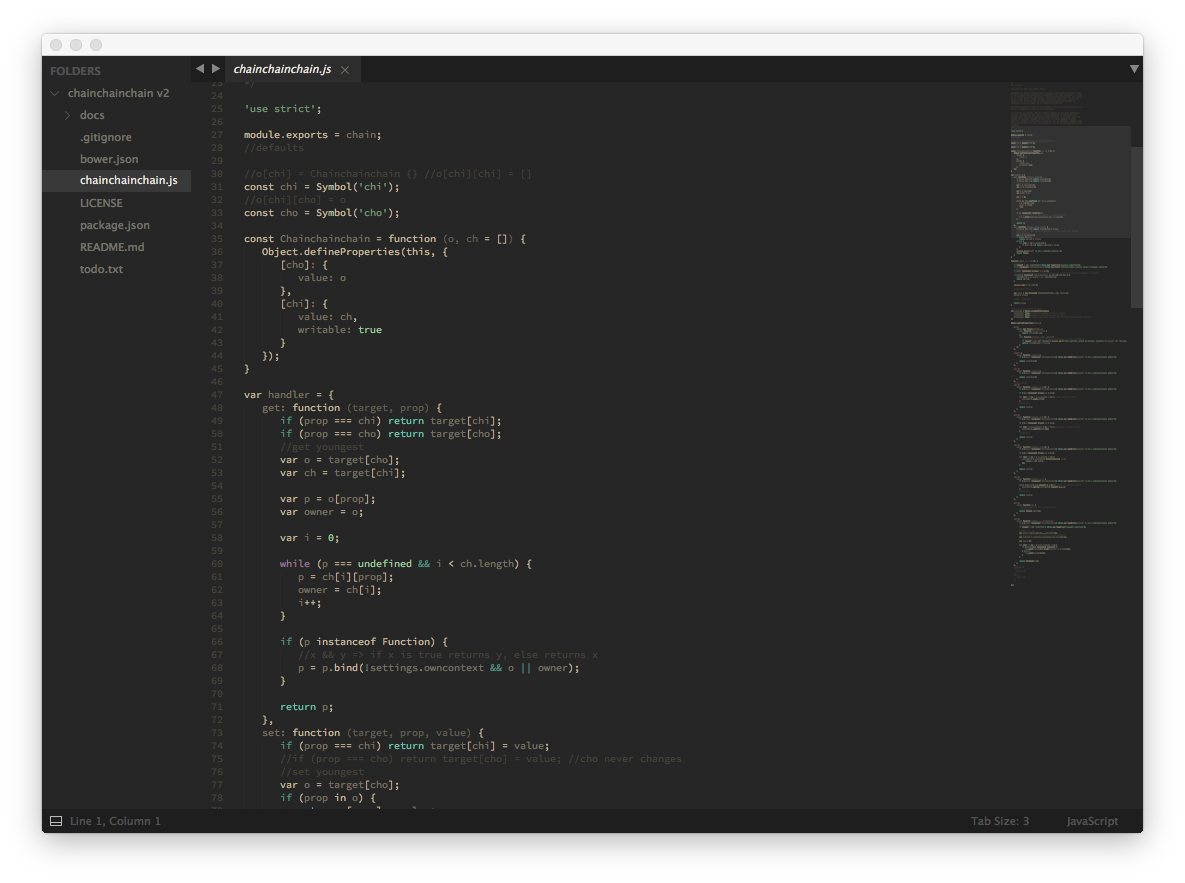 FOLDERS
chainchainchain v2
docs
.gitignore
bower.json
chainchainchain.js
LICENSE
package.json
README.md
todo.txt
chainchainchain.js
23 */
24
25 'use strict';
26
27 module.exports = chain;
28 //defaults
29
30 //o[chi] = Chainchainchain {} //o[chi][chi] = []
31 const chi = Symbol('chi');
32 //o[chi][cho] = o
33 const cho = Symbol('cho');
34
35 const Chainchainchain = function (o, ch = []) {
36 Object.defineProperties(this, {
37 [cho]: {
38 value: o
39 },
40 [chi]: {
41 value: ch,
42 writable: true
43 }
44 });
45 }
46
47 var handler = {
48 get: function (target, prop) {
49 if (prop === chi) return target[chi];
50 if (prop === cho) return target[cho];
51 //get youngest
52 var o = target[cho];
53 var ch = target[chi];
54
55 var p = o[prop];
56 var owner = o;
57
58 var i = 0;
59
60 while (p === undefined && i < ch.length) {
61 p = ch[i][prop];
62 owner = ch[i];
63 i++;
64 }
65
66 if (p instanceof Function) {
67 //x && y => if x is true returns y, else returns x
68 p = p.bind(!settings.owncontext && o || owner);
69 }
70
71 return p;
72 },
73 set: function (target, prop, value) {
74 if (prop === chi) return target[chi] = value;
75 //if (prop === cho) return target[cho] = value; //cho never changes
76 //set youngest
77 var o = target[cho];
78 if (prop in o) {
Line 1, Column 1
Tab Size: 3
JavaScript